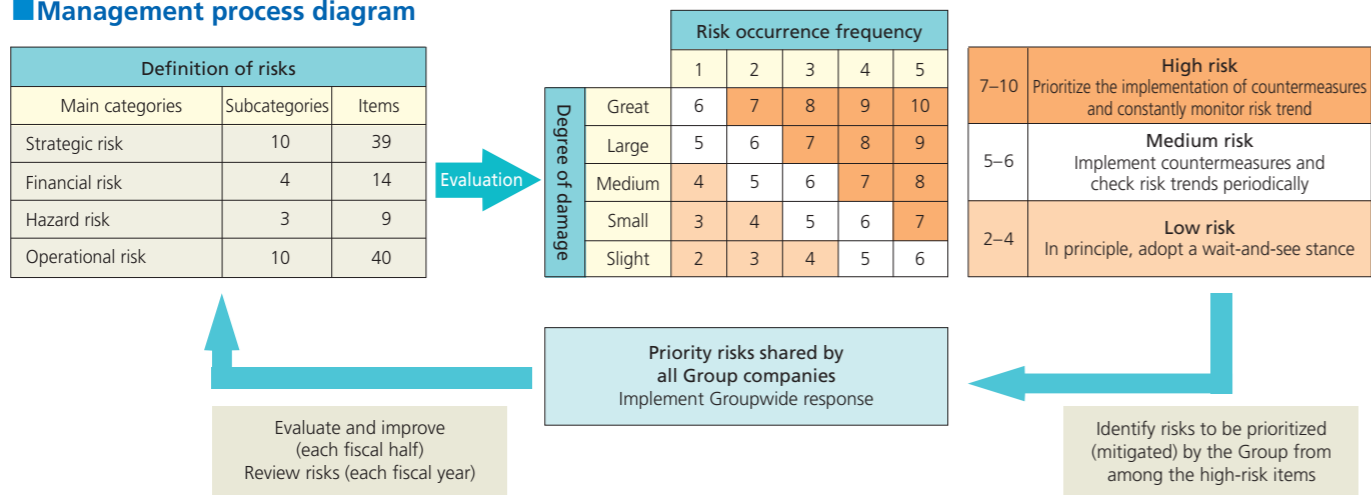 ■Management process diagram
Definition of risks
Main categories Subcategories Items
Strategic risk 10 39
Financial risk 4 14
Hazard risk 3 9
Operational risk 10 40
Evaluation
Risk occurrence frequency
1 2 3 4 5
Degree of damage
Great 6 7 8 9 10
Large 5 6 7 8 9
Medium 4 5 6 7 8
Small 3 4 5 6 7
Slight 2 3 4 5 6
7–10
High risk
Prioritize the implementation of countermeasures
and constantly monitor risk trend
5–6
Medium risk
Implement countermeasures and
check risk trends periodically
2–4
Low risk
In principle, adopt a wait-and-see stance
Priority risks shared by
all Group companies
Implement Groupwide response
Evaluate and improve
(each fiscal half)
Review risks (each fiscal year)
Identify risks to be prioritized
(mitigated) by the Group from
among the high-risk items